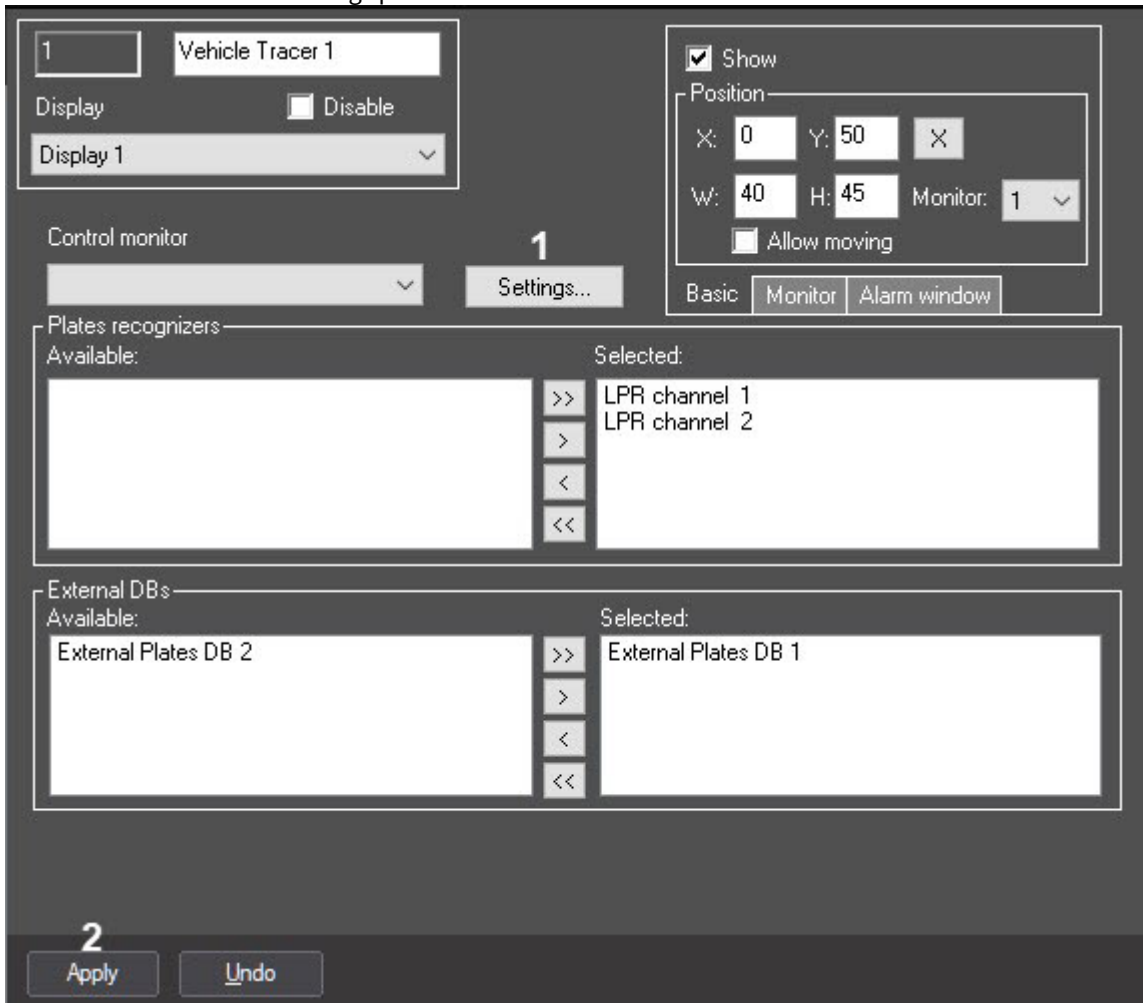 1
Vehicle Tracer 1
Display
Disable
Display 1
Show
Position
X: 0 Y: 50 X
W: 40 H: 45 Monitor: 1
Allow moving
Basic Monitor Alarm window
Control monitor
1
Settings...
Plates recognizers
Available:
Selected:
>>
>
<
<<
LPR channel 1
LPR channel 2
External DBs
Available:
Selected:
External Plates DB 2
>>
>
<
<<
External Plates DB 1
2
Apply
Undo